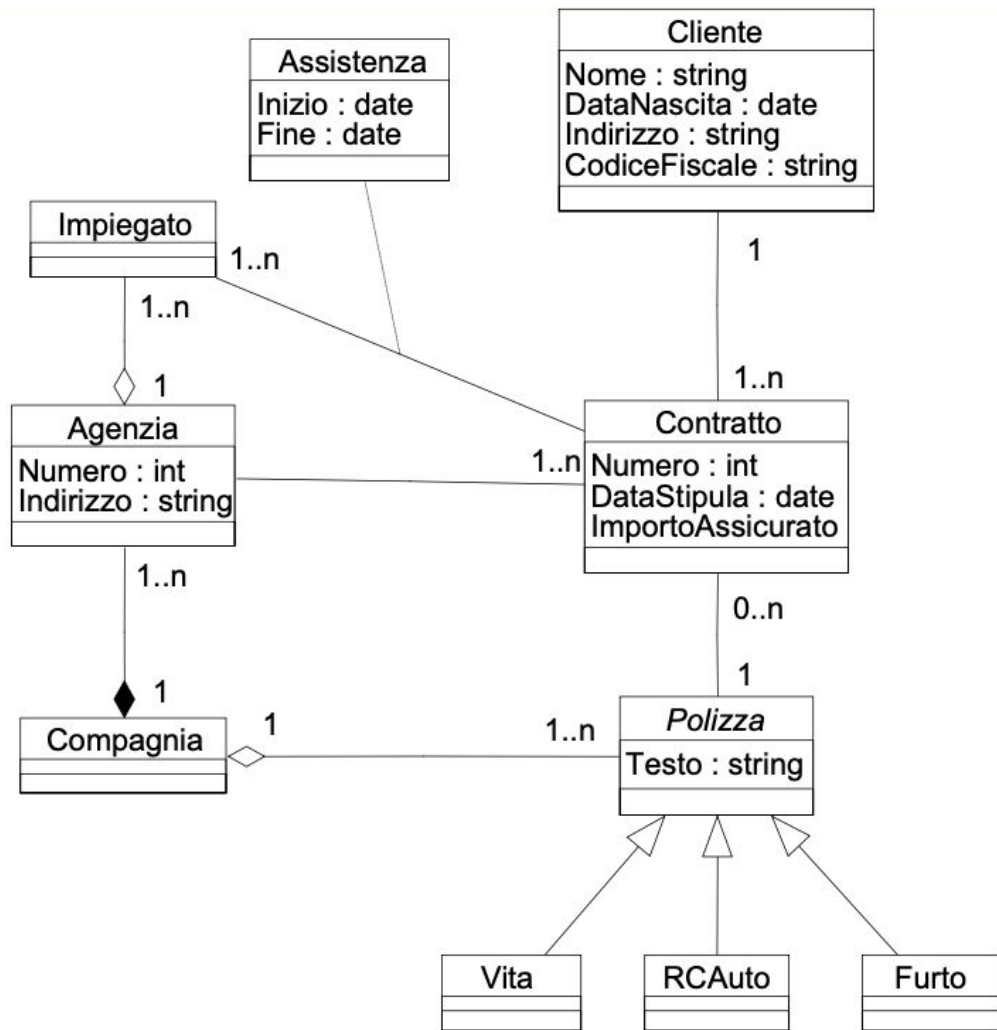 Cliente
Nome : string
DataNascita : date
Indirizzo : string
CodiceFiscale : string
Assistenza
Inizio : date
Fine : date
Impiegato
1..n
1
1..n
1
1..n
Agenzia
Numero : int
Indirizzo : string
1..n
Contratto
Numero : int
DataStipula : date
ImportoAssicurato
1..n
0..n
1
1
Compagnia
1
1..n
Polizza
Testo : string
Vita
RCAuto
Furto